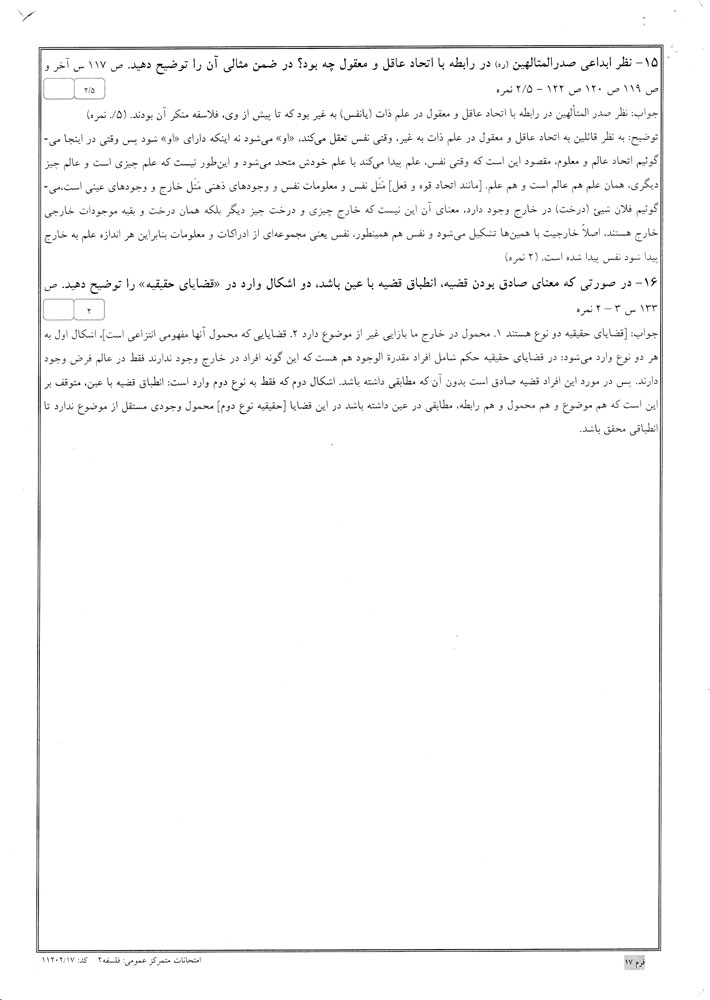 ۱۵- نظر ابداعی صدرالمتالهین (ره) در رابطه با اتحاد عاقل و معقول چه بود؟ در ضمن مثالی آن را توضیح دهید. ص ۱۱۷ س آخر و
ص ۱۱۹ ص ۱۲۰ ص ۱۲۲ - ۲/۵ نمره
۲/۵
جواب: نظر صدر المتألهین در رابطه با اتحاد عاقل و معقول در علم ذات (یانفس) به غیر بود که تا پیش از وی، فلاسفه منکر آن بودند. (۵/. نمره)
توضیح: به نظر قائلین به اتحاد عاقل و معقول در علم ذات به غیر، وقتی نفس تعقل می‌کند، «او» می‌شود نه اینکه دارای «او» شود پس وقتی در اینجا می-
گوئیم اتحاد عالم و معلوم، مقصود این است که وقتی نفس، علم پیدا می‌کند با علم خودش متحد می‌شود و این‌طور نیست که علم چیزی است و عالم چیز
دیگری، همان علم هم عالم است و هم علم. [مانند اتحاد قوه و فعل] مَثَل نفس و معلومات نفس و وجودهای ذهنی مَثَل خارج و وجودهای عینی است.می-
گوئیم فلان شیئ (درخت) در خارج وجود دارد، معنای آن این نیست که خارج چیزی و درخت چیز دیگر بلکه همان درخت و بقیه موجودات خارجی
خارج هستند، اصلاً خارجیت با همین‌ها تشکیل می‌شود و نفس هم همینطور، نفس یعنی مجموعه‌ای از ادراکات و معلومات بنابراین هر اندازه علم به خارج
پیدا شود نفس پیدا شده است. (۲ نمره)
۱۶- در صورتی که معنای صادق بودن قضیه، انطباق قضیه با عین باشد، دو اشکال وارد در «قضایای حقیقیه» را توضیح دهید. ص
۱۳۳ س ۳ - ۲ نمره
۲
جواب: [قضایای حقیقیه دو نوع هستند ۱. محمول در خارج ما بازایی غیر از موضوع دارد ۲. قضایایی که محمول آنها مفهومی انتزاعی است]. اشکال اول به
هر دو نوع وارد می‌شود: در قضایای حقیقیه حکم شامل افراد مقدرة الوجود هم هست که این گونه افراد در خارج وجود ندارند فقط در عالم فرض وجود
دارند. پس در مورد این افراد قضیه صادق است بدون آن که مطابقی داشته باشد. اشکال دوم که فقط به نوع دوم وارد است: انطباق قضیه با عین، متوقف بر
این است که هم موضوع و هم محمول و هم رابطه، مطابقی در عین داشته باشد در این قضایا [حقیقیه نوع دوم] محمول وجودی مستقل از موضوع ندارد تا
انطباقی محقق باشد.
فرم ۱۷
امتحانات متمرکز عمومی: فلسفه۲ کد: ۱۱۲۰۲/۱۷